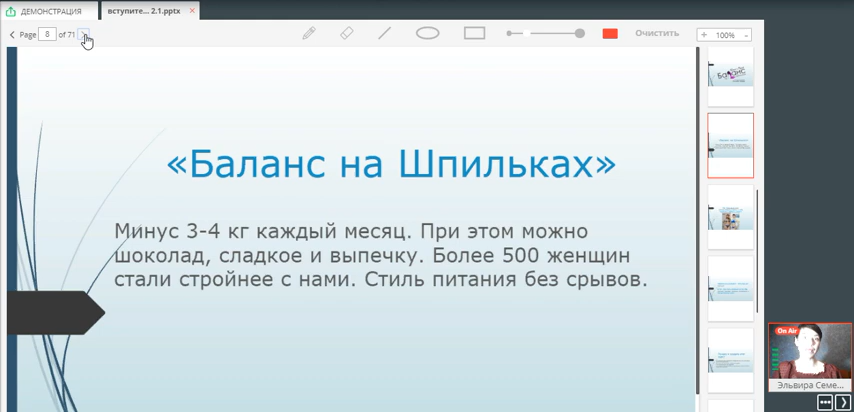 ДЕМОНСТРАЦИЯ
вступите... 2.1.pptx
Page 8 of 71
Очистить
100%
«Баланс на Шпильках»
Минус 3-4 кг каждый месяц. При этом можно
шоколад, сладкое и выпечку. Более 500 женщин
стали стройнее с нами. Стиль питания без срывов.
On Air
Эльвира Семе...